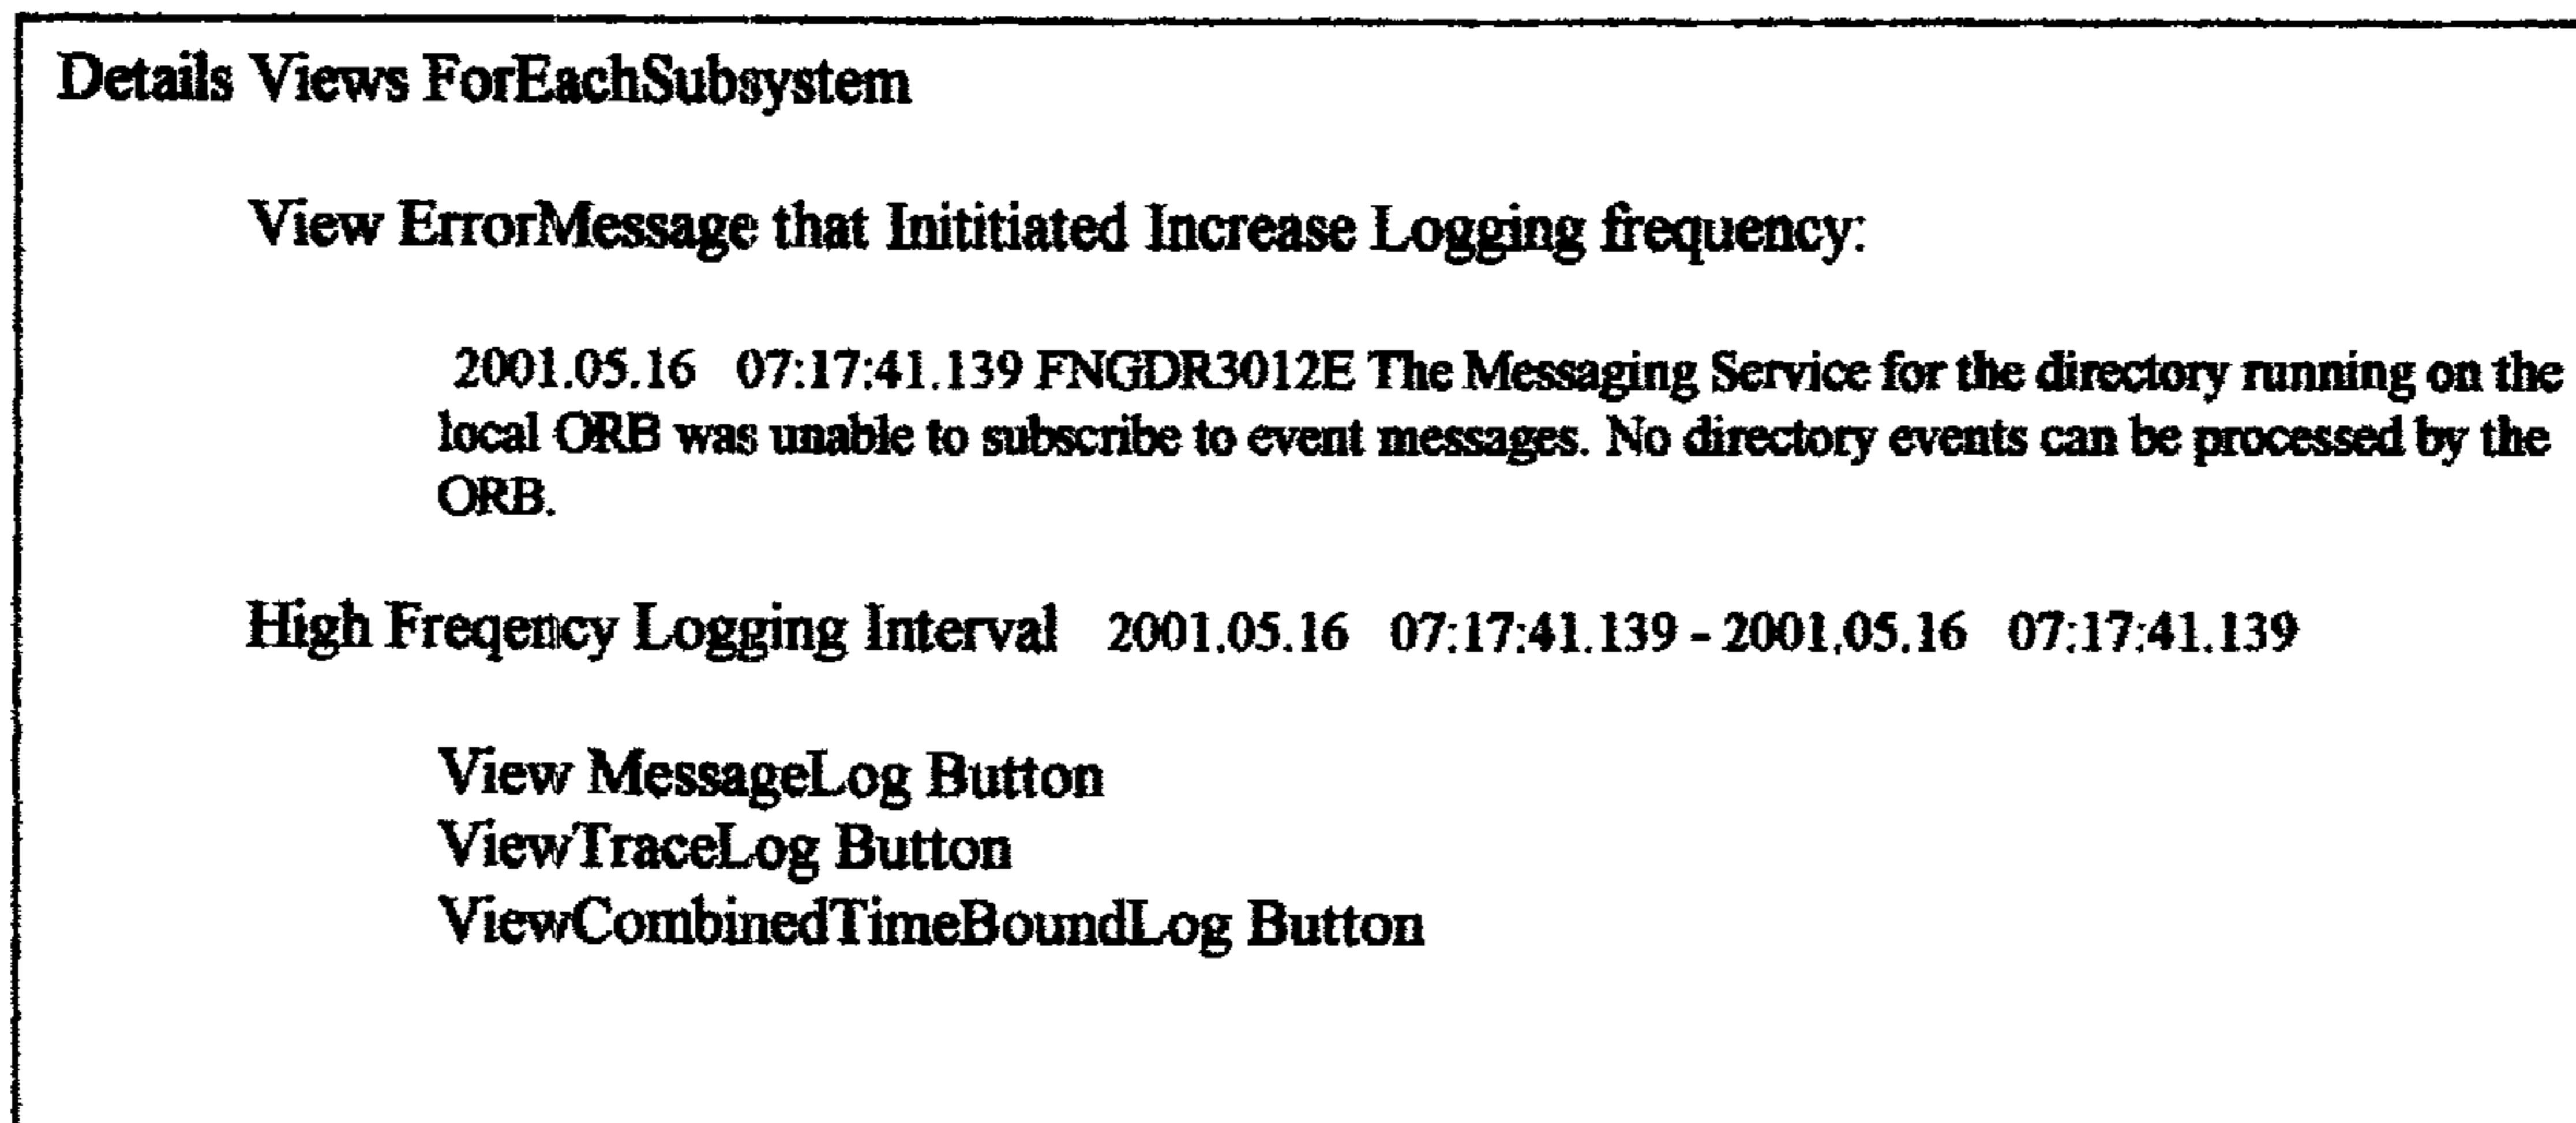 Details Views ForEachSubsystem
View ErrorMessage that Inititiated Increase Logging frequency:
2001.05.16 07:17:41.139 FNGDR3012E The Messaging Service for the directory running on the
local ORB was unable to subscribe to event messages. No directory events can be processed by the
ORB.
High Freqency Logging Interval 2001.05.16 07:17:41.139 - 2001.05.16 07:17:41.139
View MessageLog Button
ViewTraceLog Button
ViewCombinedTimeBoundLog Button